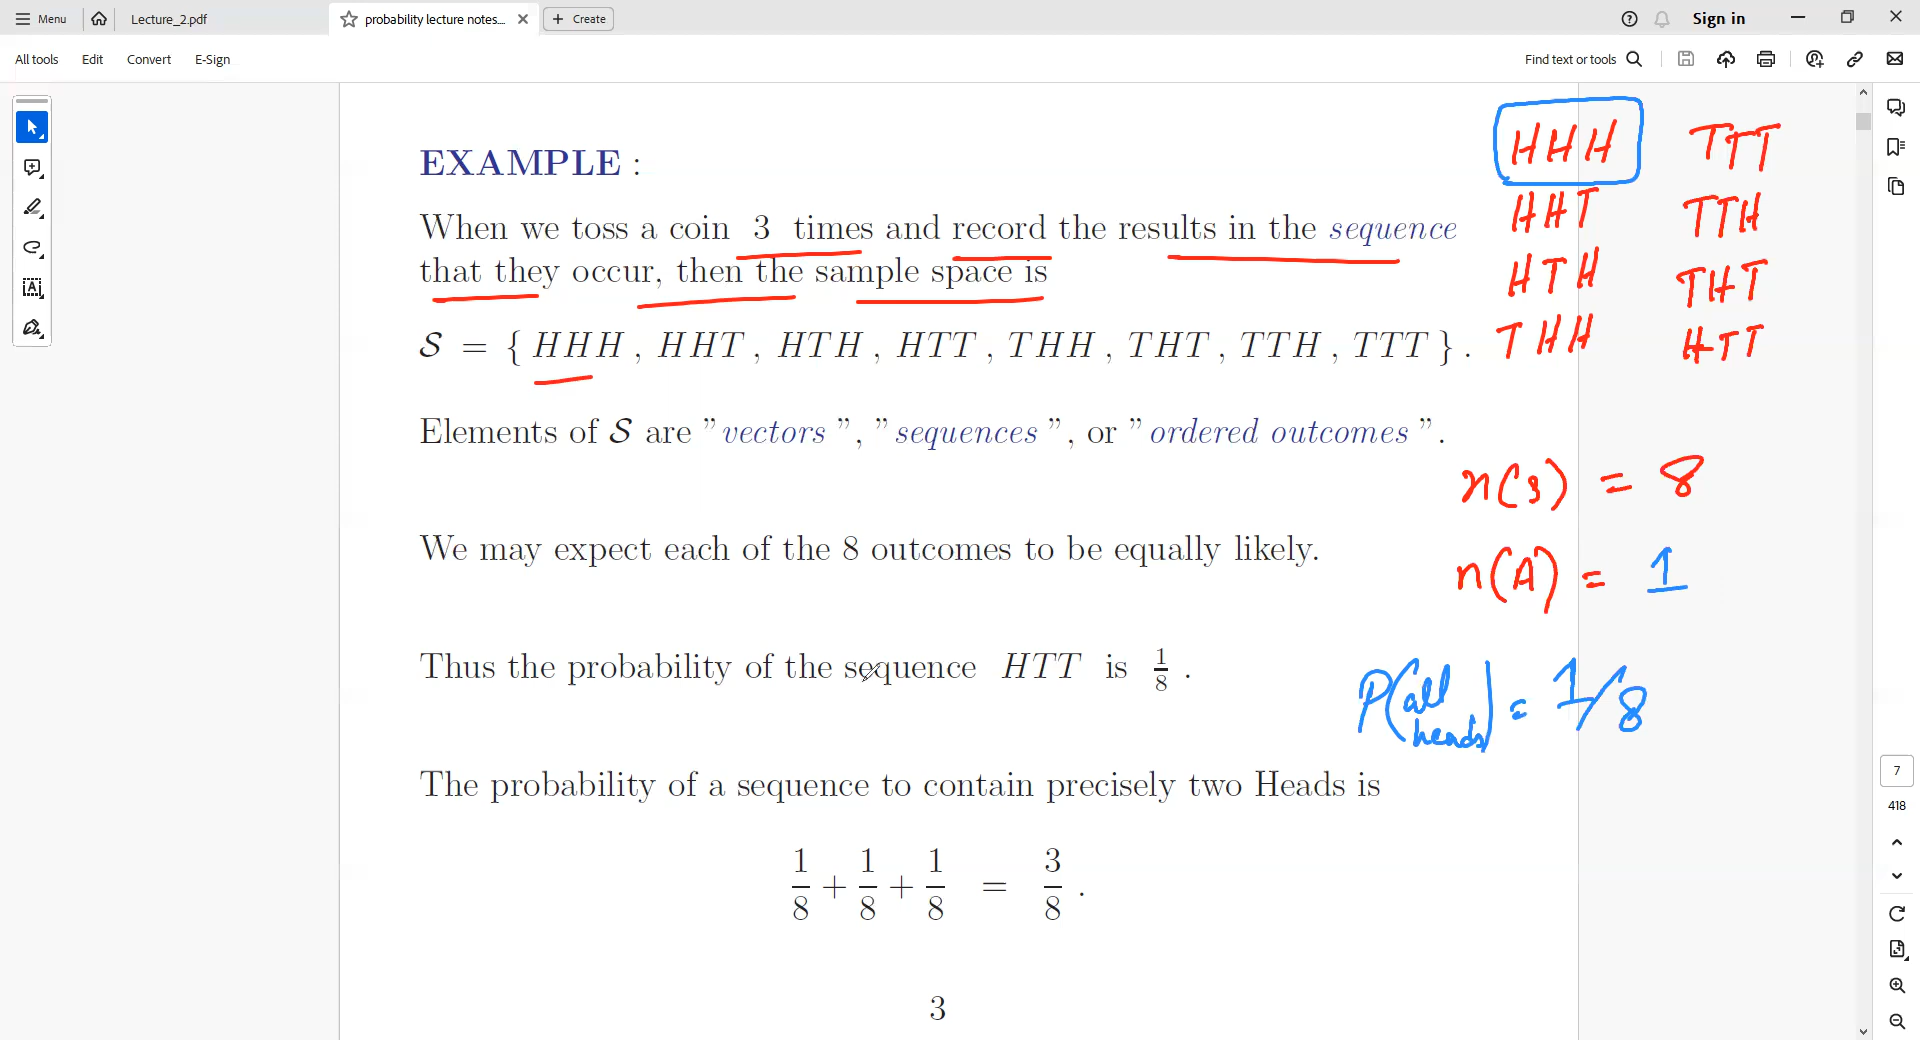 Menu
Lecture_2.pdf
probability lecture notes...
Create
Sign in
All tools
Edit
Convert
E-Sign
Find text or tools
EXAMPLE :
When we toss a coin 3 times and record the results in the sequence
that they occur, then the sample space is
S = { HHH , HHT , HTH , HTT , THH , THT , TTH , TTT } .
Elements of S are "vectors ", "sequences ", or "ordered outcomes ".
We may expect each of the 8 outcomes to be equally likely.
Thus the probability of the sequence HTT is 1/8 .
The probability of a sequence to contain precisely two Heads is
1/8 + 1/8 + 1/8 = 3/8 .
3
HHH TTT
HHT TTH
HTH THT
THH HTT
n(s) = 8
n(A) = 1
P(all heads) = 1/8
7
418